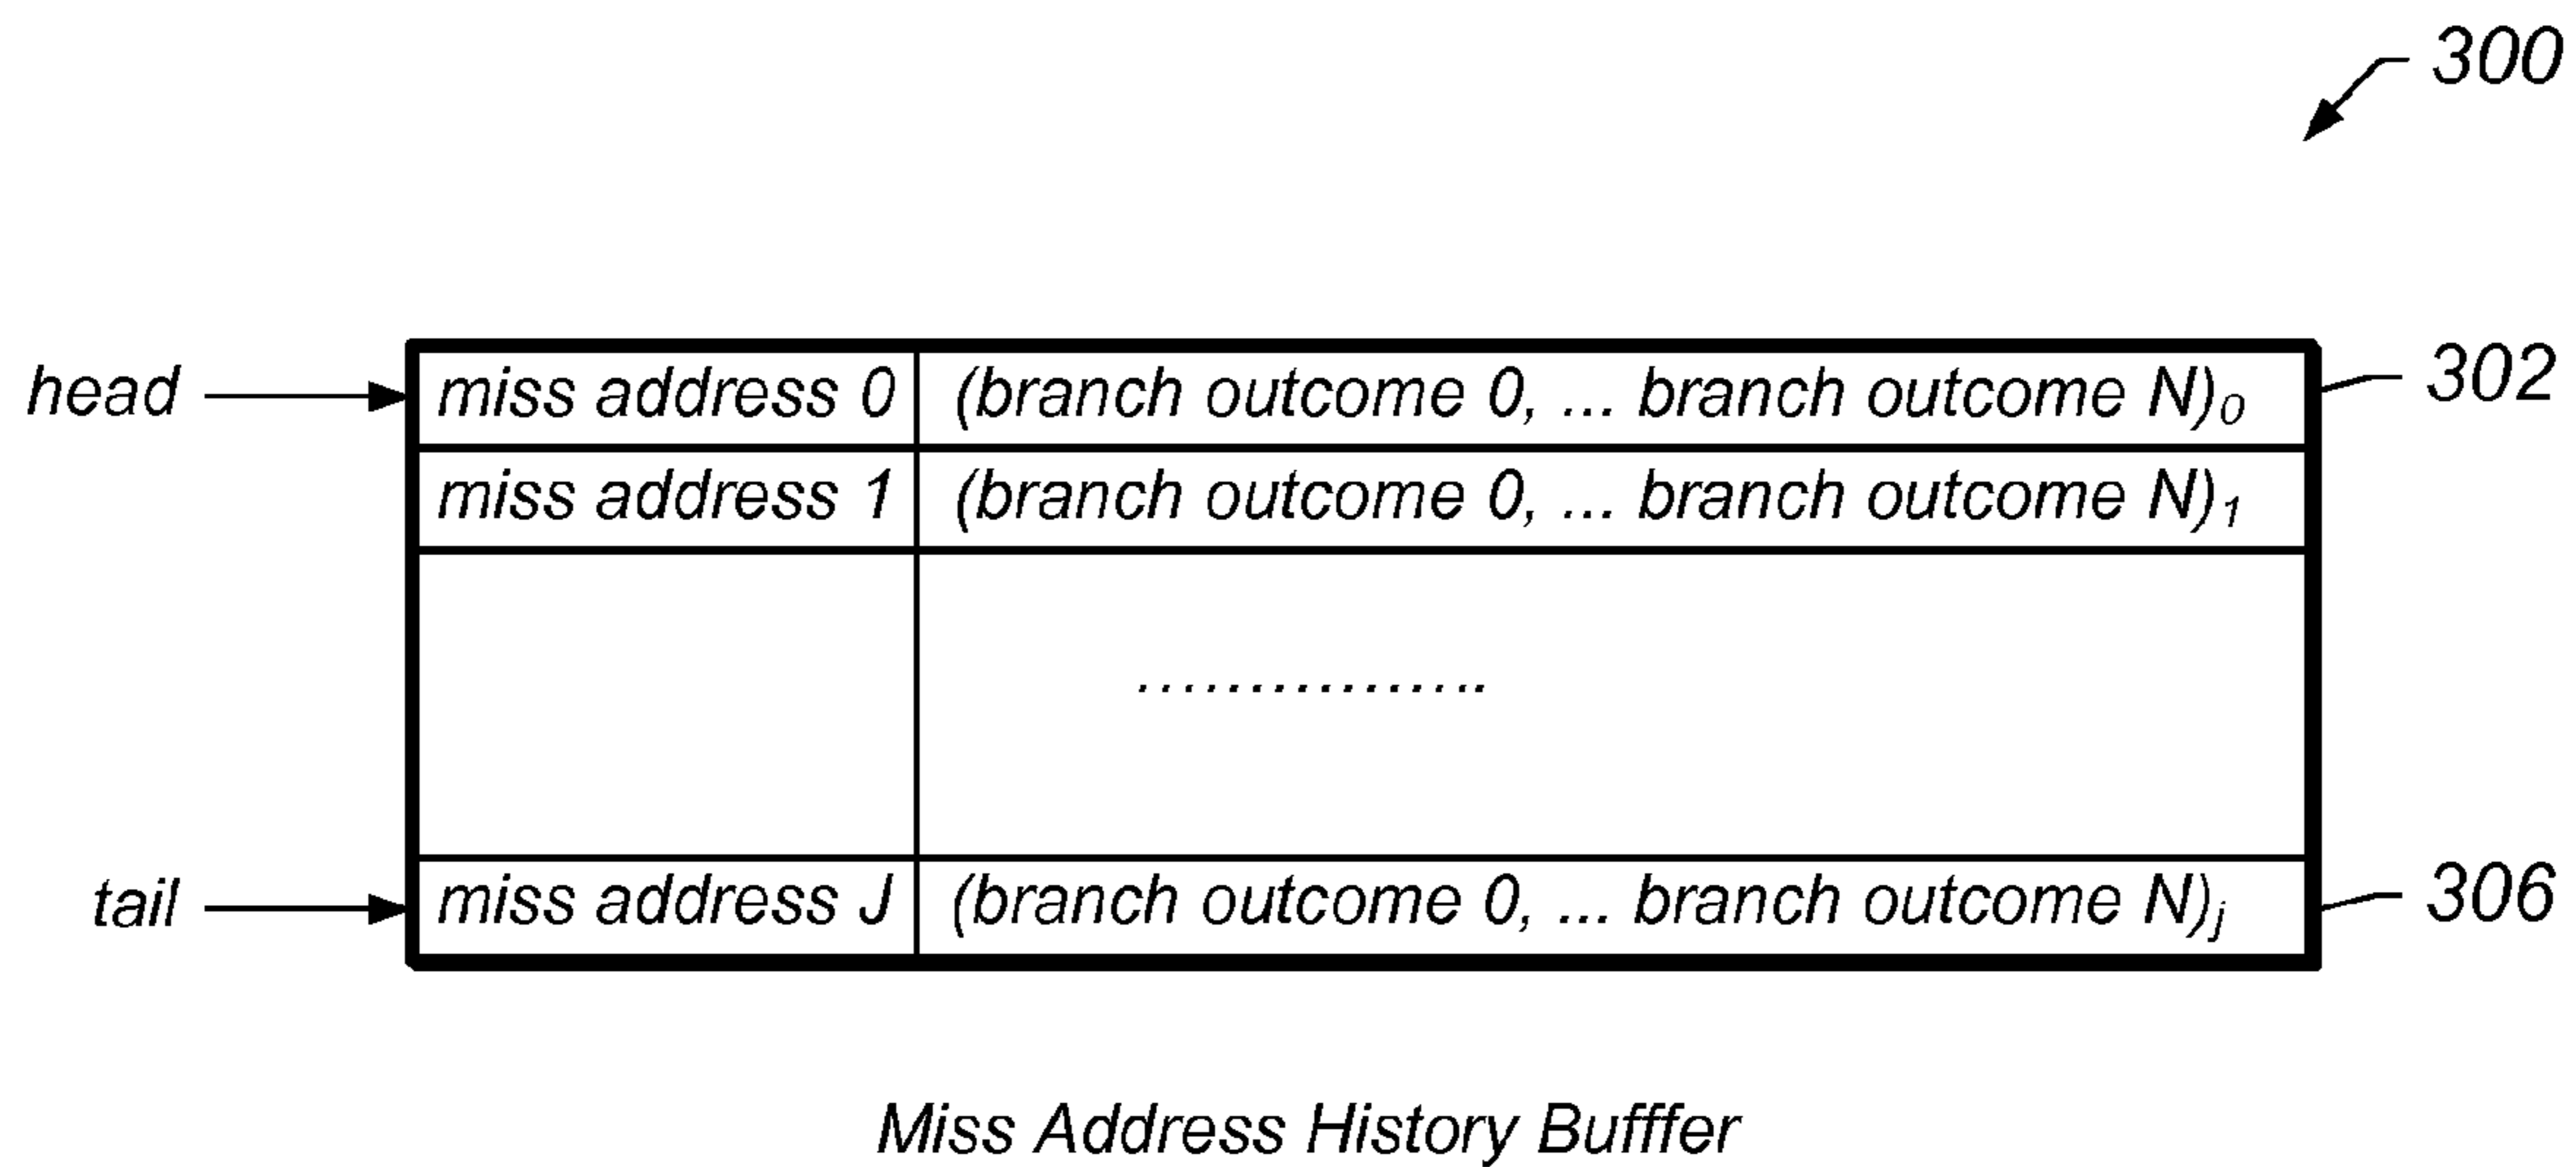 300
head miss address 0 (branch outcome 0, ... branch outcome N)₀ 302
miss address 1 (branch outcome 0, ... branch outcome N)₁
................
tail miss address J (branch outcome 0, ... branch outcome N)ⱼ 306
Miss Address History Bufffer